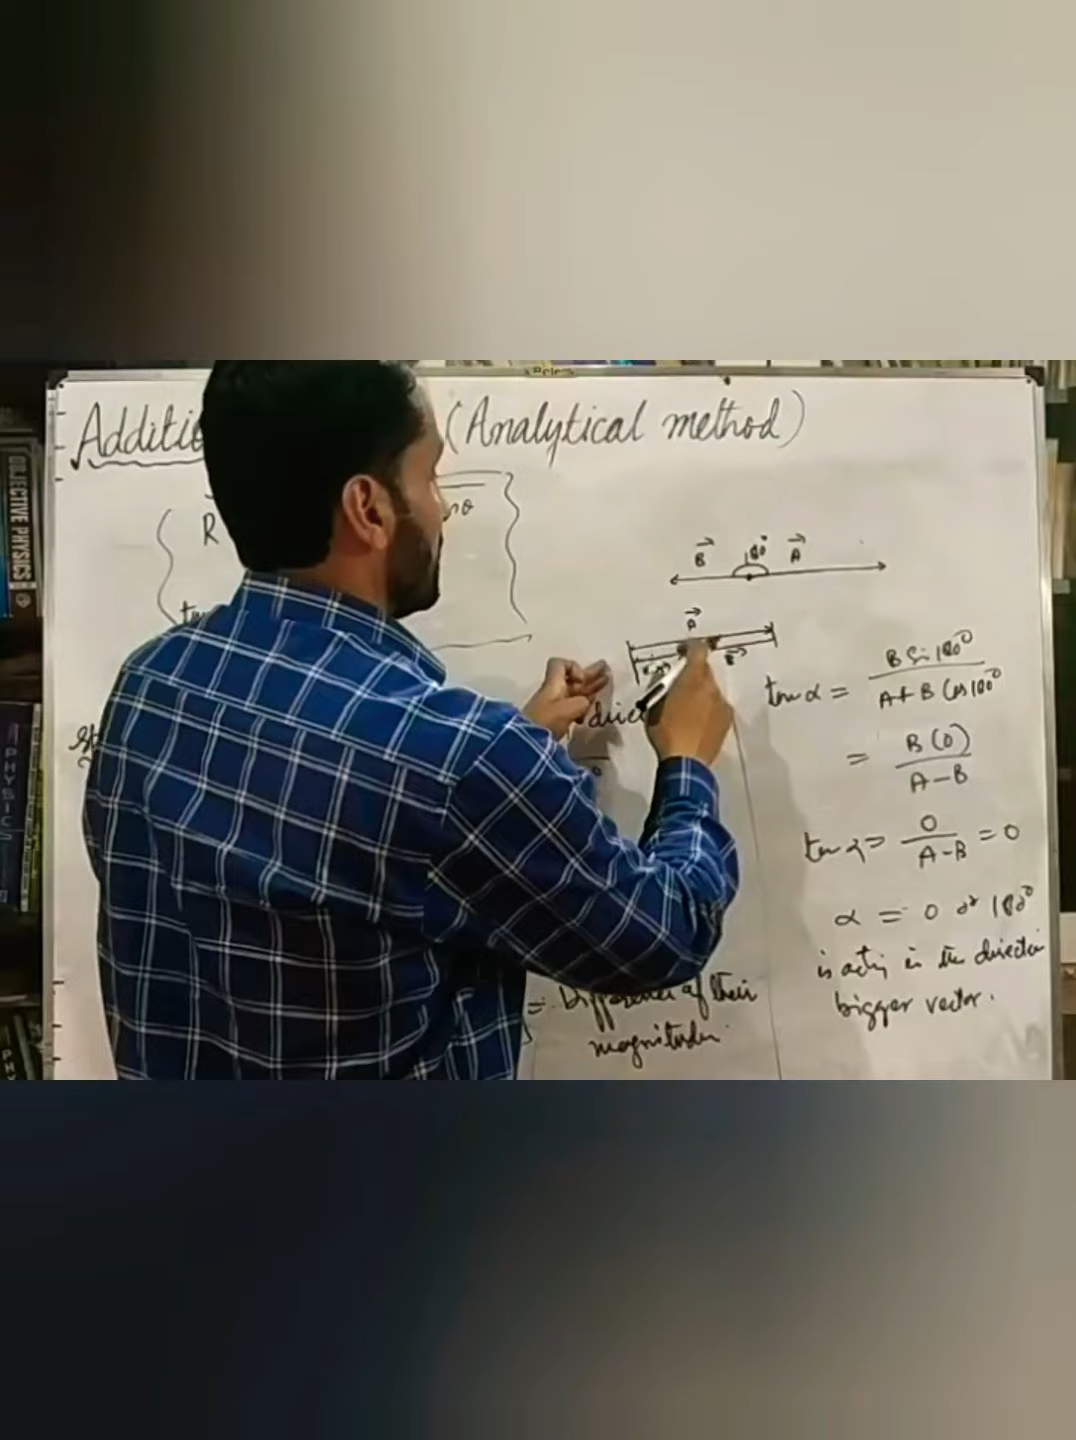 Additi (Analytical method)
R
OBJECTIVE PHYSICS
B 180° A
A
B
tan α = B Sin 180° / A + B Cos 180°
= B (0) / A - B
PHYSICS
tan α = 0 / A - B = 0
α = 0 or 180°
is acting in the direction
bigger vector.
= Difference of their
magnitudes